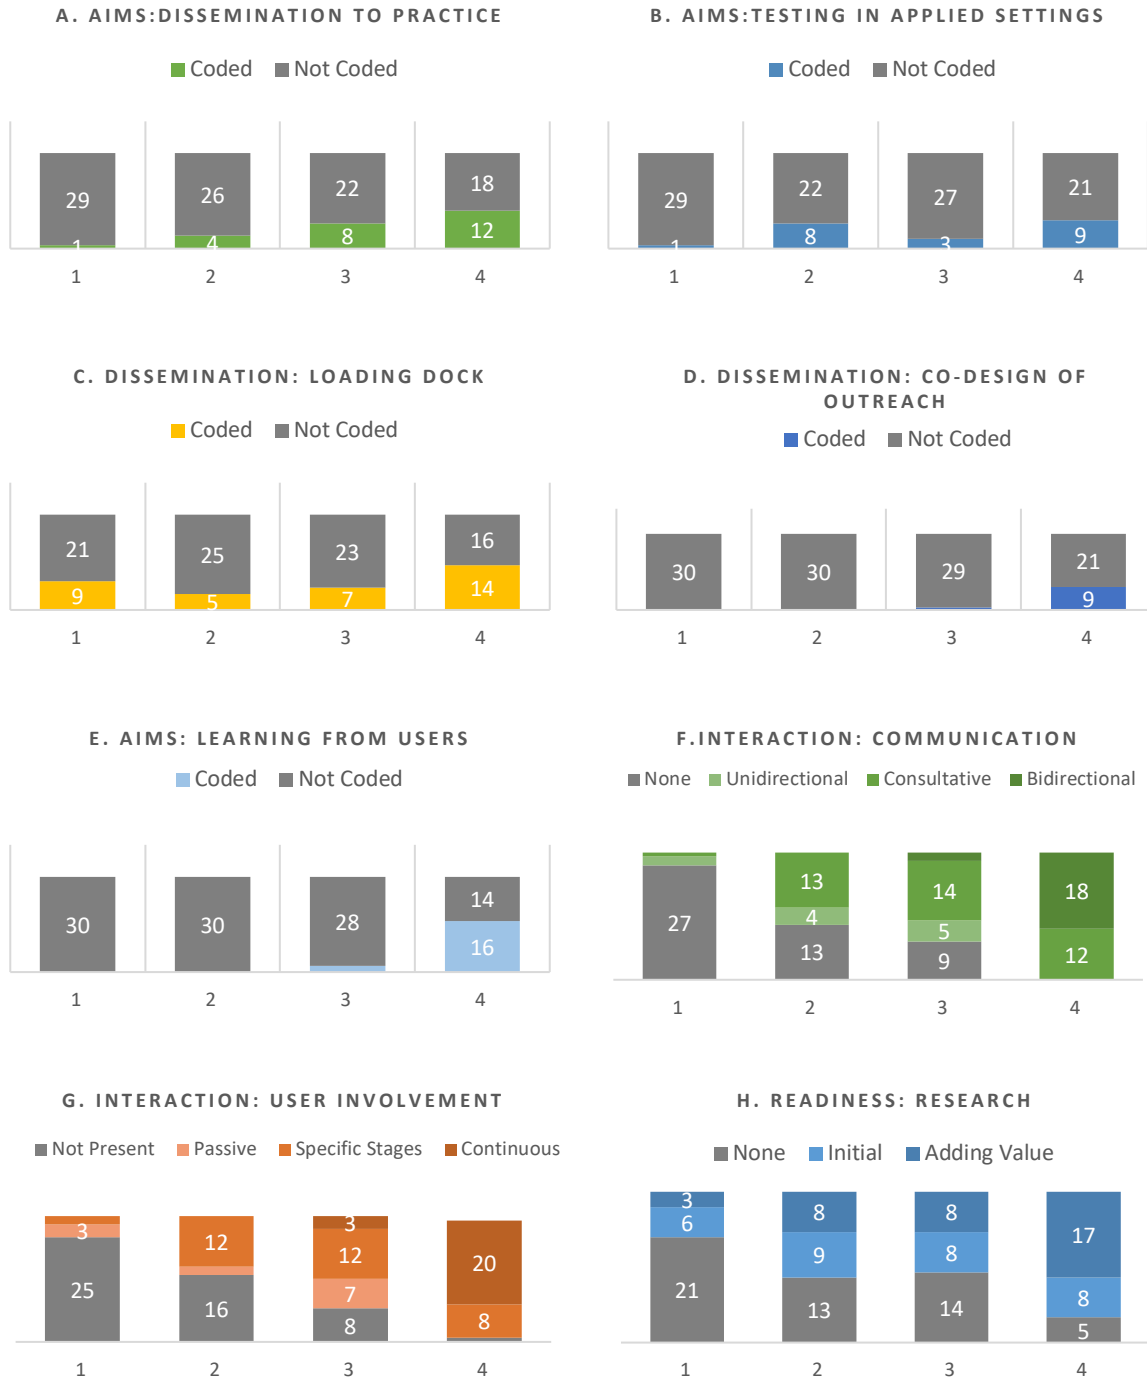 A. AIMS:DISSEMINATION TO PRACTICE
Coded Not Coded
29 26 22 18
1 4 8 12
1 2 3 4
B. AIMS:TESTING IN APPLIED SETTINGS
Coded Not Coded
29 22 27 21
1 8 3 9
1 2 3 4
C. DISSEMINATION: LOADING DOCK
Coded Not Coded
21 25 23 16
9 5 7 14
1 2 3 4
D. DISSEMINATION: CO-DESIGN OF
OUTREACH
Coded Not Coded
30 30 29 21
9
1 2 3 4
E. AIMS: LEARNING FROM USERS
Coded Not Coded
30 30 28 14
16
1 2 3 4
F.INTERACTION: COMMUNICATION
None Unidirectional Consultative Bidirectional
13 14 18
27 4 5 12
13 9
1 2 3 4
G. INTERACTION: USER INVOLVEMENT
Not Present Passive Specific Stages Continuous
3 12 3 20
12
25 16 7 8
8
1 2 3 4
H. READINESS: RESEARCH
None Initial Adding Value
3 8 8 17
6 9 8 8
21 13 14 5
1 2 3 4